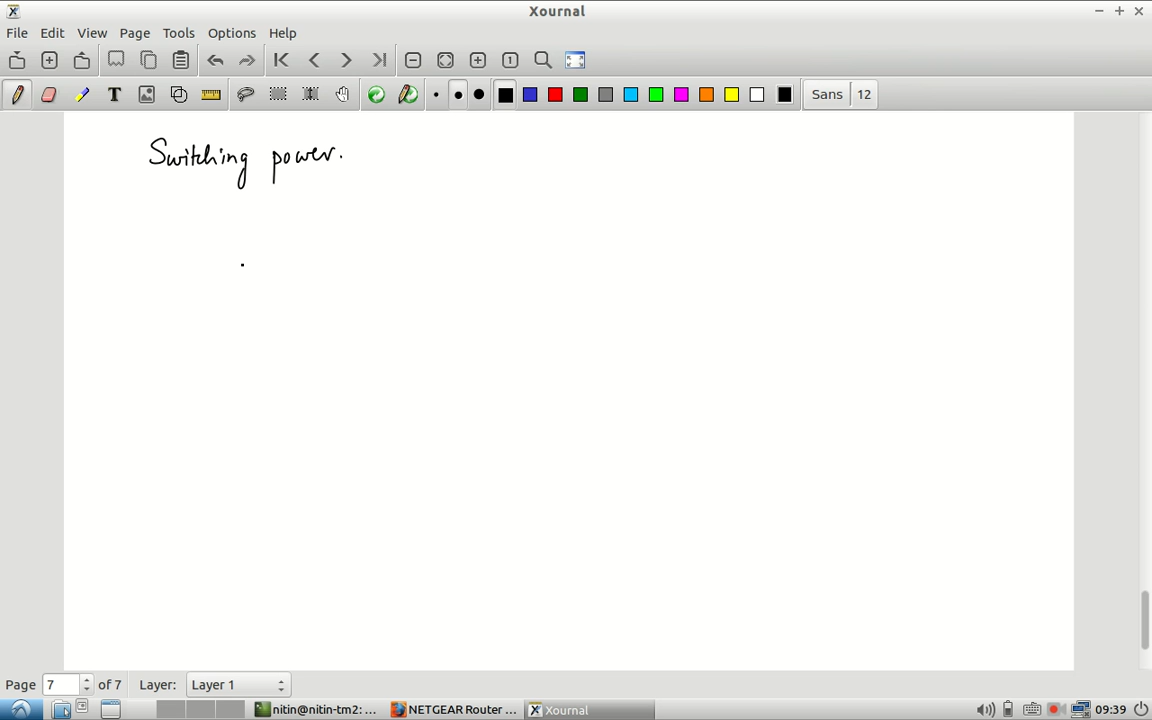 Xournal
File Edit View Page Tools Options Help
T Sans 12
Switching power.
Page 7 of 7 Layer: Layer 1
nitin@nitin-tm2: ... NETGEAR Router ... Xournal 09:39